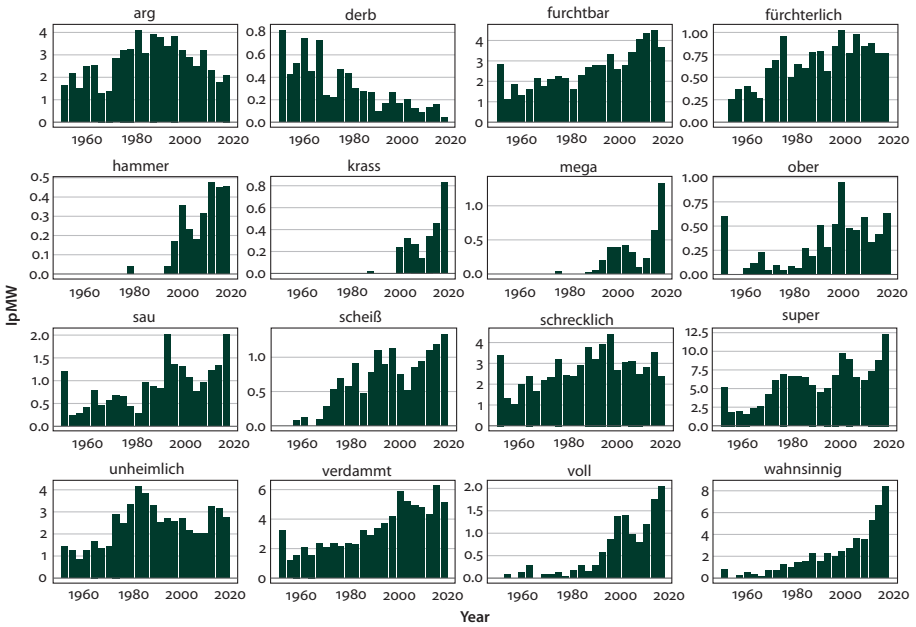 arg derb furchtbar fürchterlich
4 0.8 4 1.00
3 0.6 3 0.75
2 0.4 2 0.50
1 0.2 1 0.25
0 0.0 0 0.00
1960 1980 2000 2020 1960 1980 2000 2020 1960 1980 2000 2020 1960 1980 2000 2020
hammer krass mega ober
0.5 0.8 1.0 1.00
0.4 0.6 0.5 0.75
0.3 0.4 0.0 0.50
0.2 0.2 0.25
0.1 0.0 0.00
0.0
1960 1980 2000 2020 1960 1980 2000 2020 1960 1980 2000 2020 1960 1980 2000 2020
IpMW
sau scheiß schrecklich super
2.0 1.0 4 12.5
1.5 0.5 3 10.0
1.0 0.0 2 7.5
0.5 1 5.0
0.0 0 2.5
0.0
1960 1980 2000 2020 1960 1980 2000 2020 1960 1980 2000 2020 1960 1980 2000 2020
unheimlich verdammt voll wahnsinnig
4 6 2.0 8
3 4 1.5 6
2 2 1.0 4
1 0 0.5 2
0 0.0 0
1960 1980 2000 2020 1960 1980 2000 2020 1960 1980 2000 2020 1960 1980 2000 2020
Year